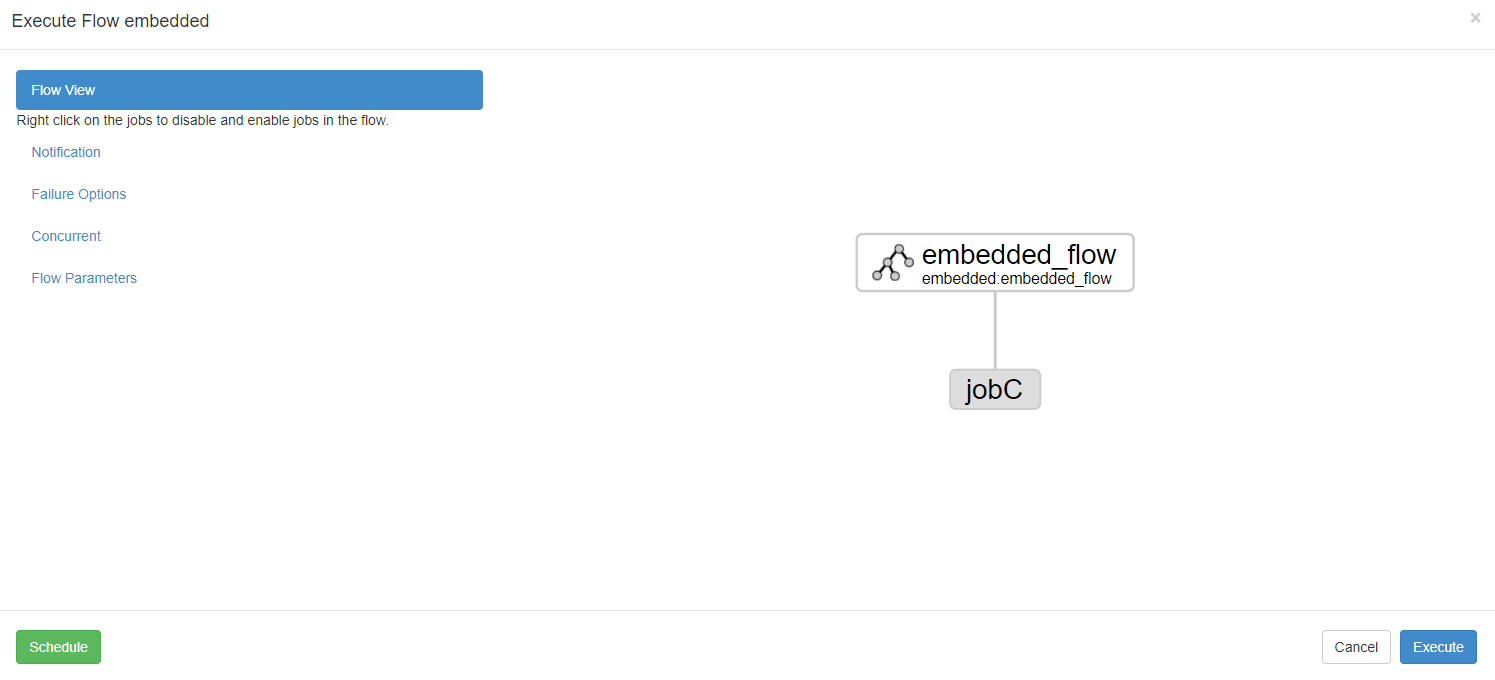 Execute Flow embedded
×
Flow View
Right click on the jobs to disable and enable jobs in the flow.
Notification
Failure Options
Concurrent
Flow Parameters
embedded_flow
embedded:embedded_flow
jobC
Schedule
Cancel
Execute